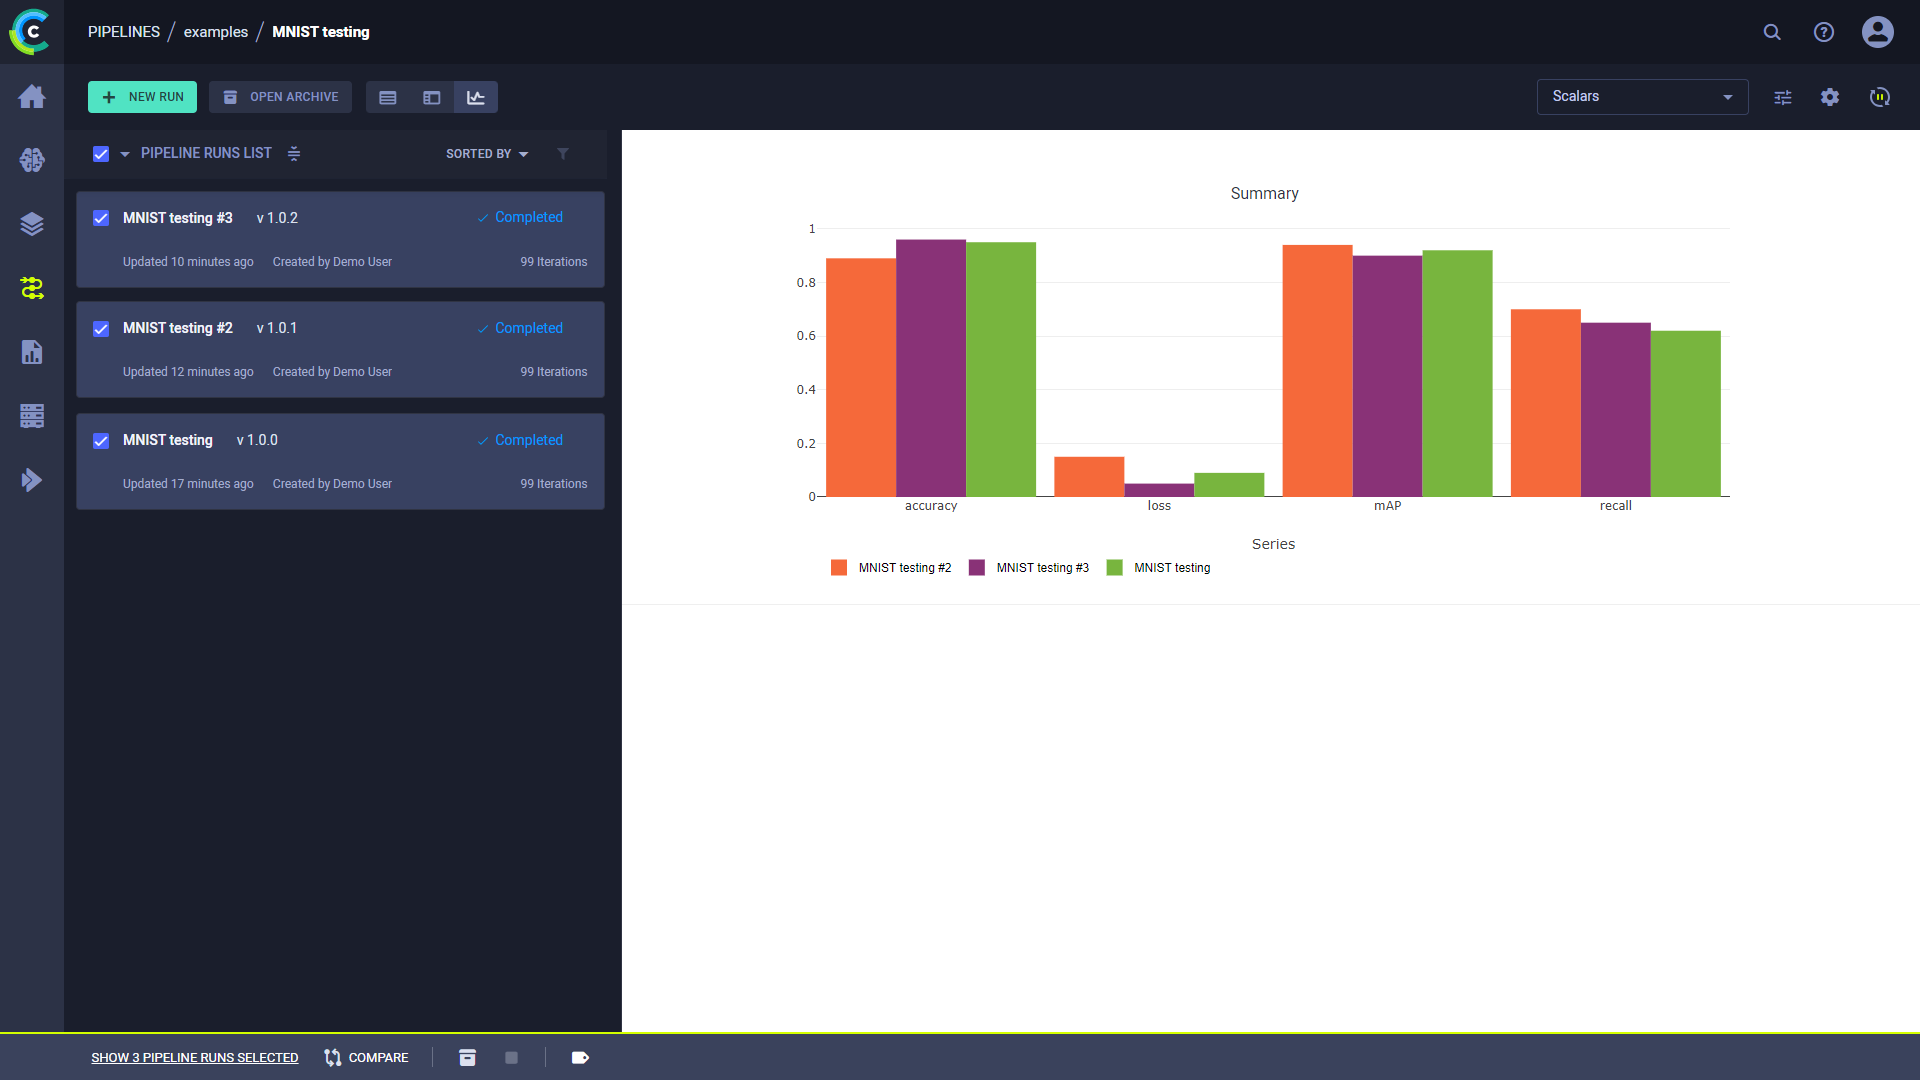 PIPELINES / examples / MNIST testing
NEW RUN OPEN ARCHIVE Scalars
PIPELINE RUNS LIST SORTED BY
MNIST testing #3 v 1.0.2 Completed
Updated 10 minutes ago Created by Demo User 99 Iterations
MNIST testing #2 v 1.0.1 Completed
Updated 12 minutes ago Created by Demo User 99 Iterations
MNIST testing v 1.0.0 Completed
Updated 17 minutes ago Created by Demo User 99 Iterations
Summary
1
0.8
0.6
0.4
0.2
0
accuracy loss mAP recall
Series
MNIST testing #2 MNIST testing #3 MNIST testing
SHOW 3 PIPELINE RUNS SELECTED COMPARE